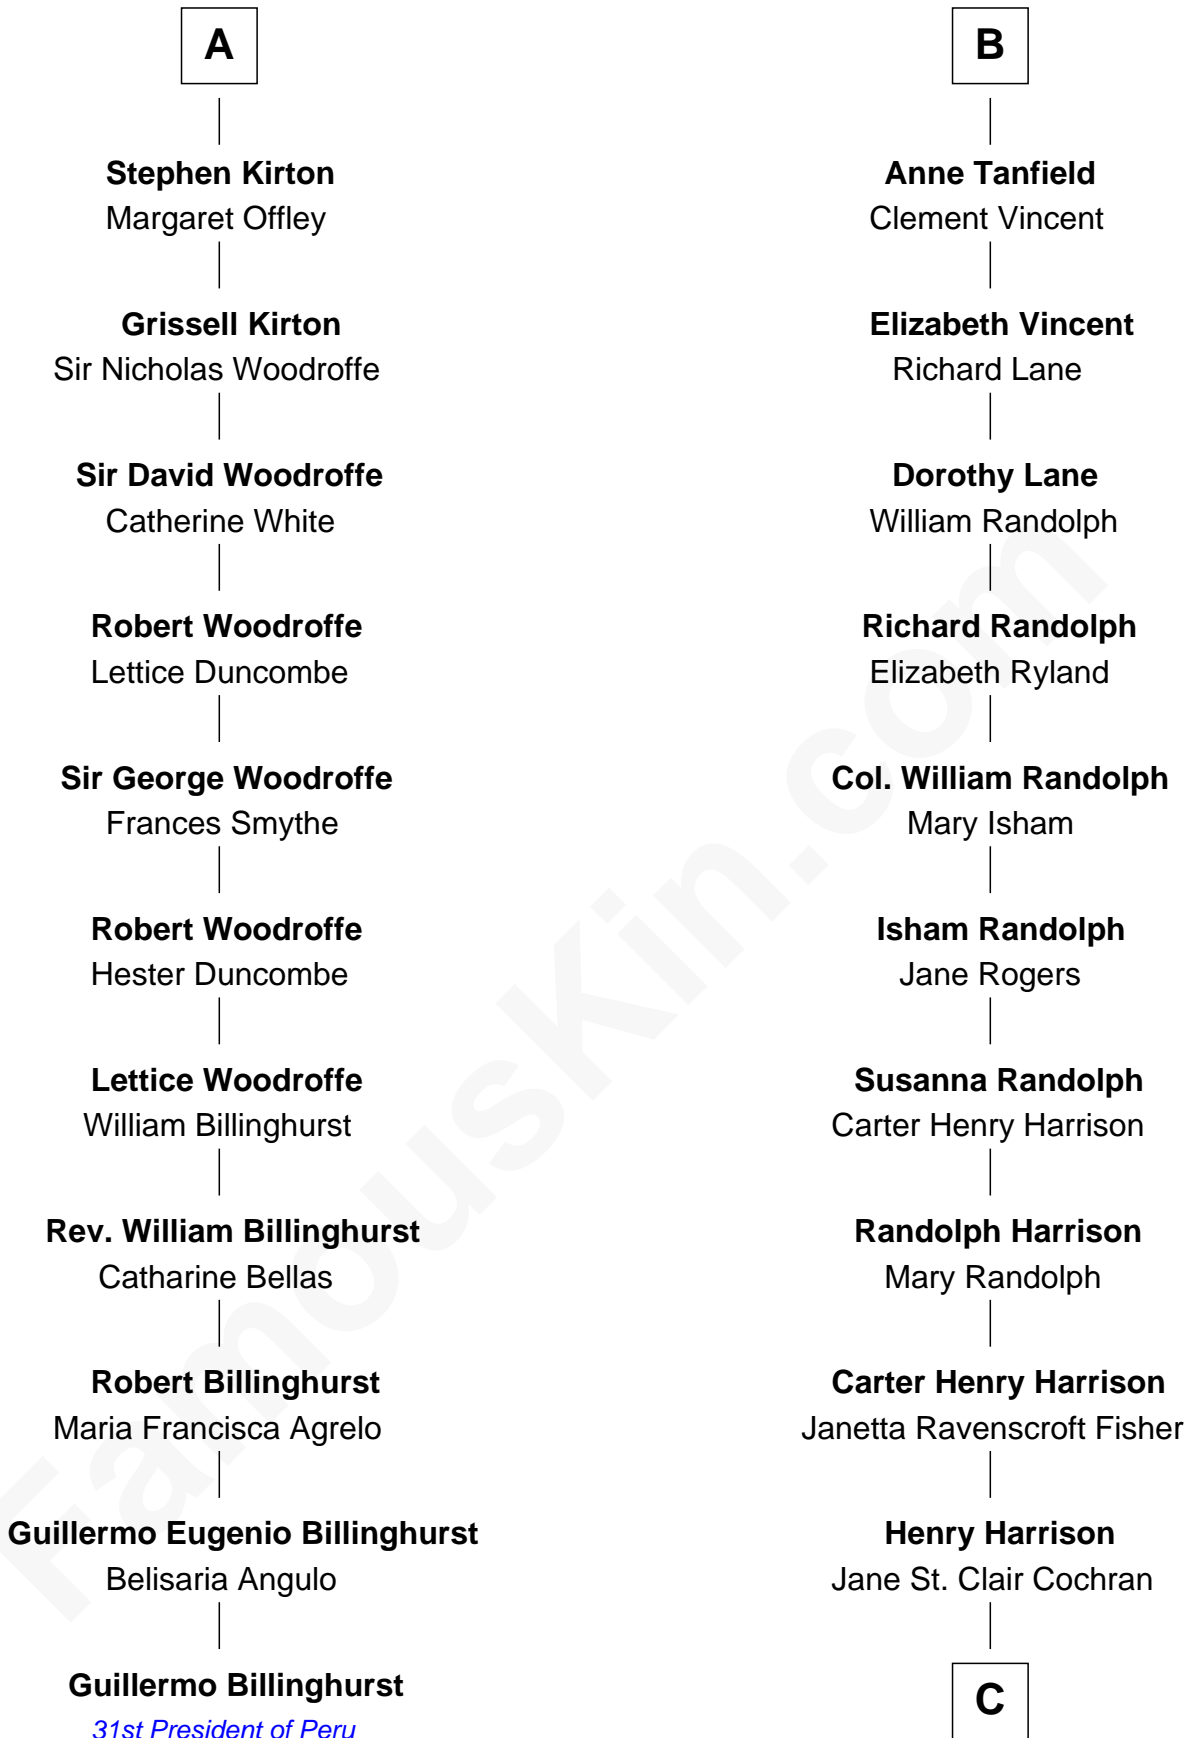 A
Stephen Kirton
Margaret Offley
Grissell Kirton
Sir Nicholas Woodroffe
Sir David Woodroffe
Catherine White
Robert Woodroffe
Lettice Duncombe
Sir George Woodroffe
Frances Smythe
Robert Woodroffe
Hester Duncombe
Lettice Woodroffe
William Billinghurst
Rev. William Billinghurst
Catharine Bellas
Robert Billinghurst
Maria Francisca Agrelo
Guillermo Eugenio Billinghurst
Belisaria Angulo
Guillermo Billinghurst
31st President of Peru
B
Anne Tanfield
Clement Vincent
Elizabeth Vincent
Richard Lane
Dorothy Lane
William Randolph
Richard Randolph
Elizabeth Ryland
Col. William Randolph
Mary Isham
Isham Randolph
Jane Rogers
Susanna Randolph
Carter Henry Harrison
Randolph Harrison
Mary Randolph
Carter Henry Harrison
Janetta Ravenscroft Fisher
Henry Harrison
Jane St. Clair Cochran
C
FamousKin.com